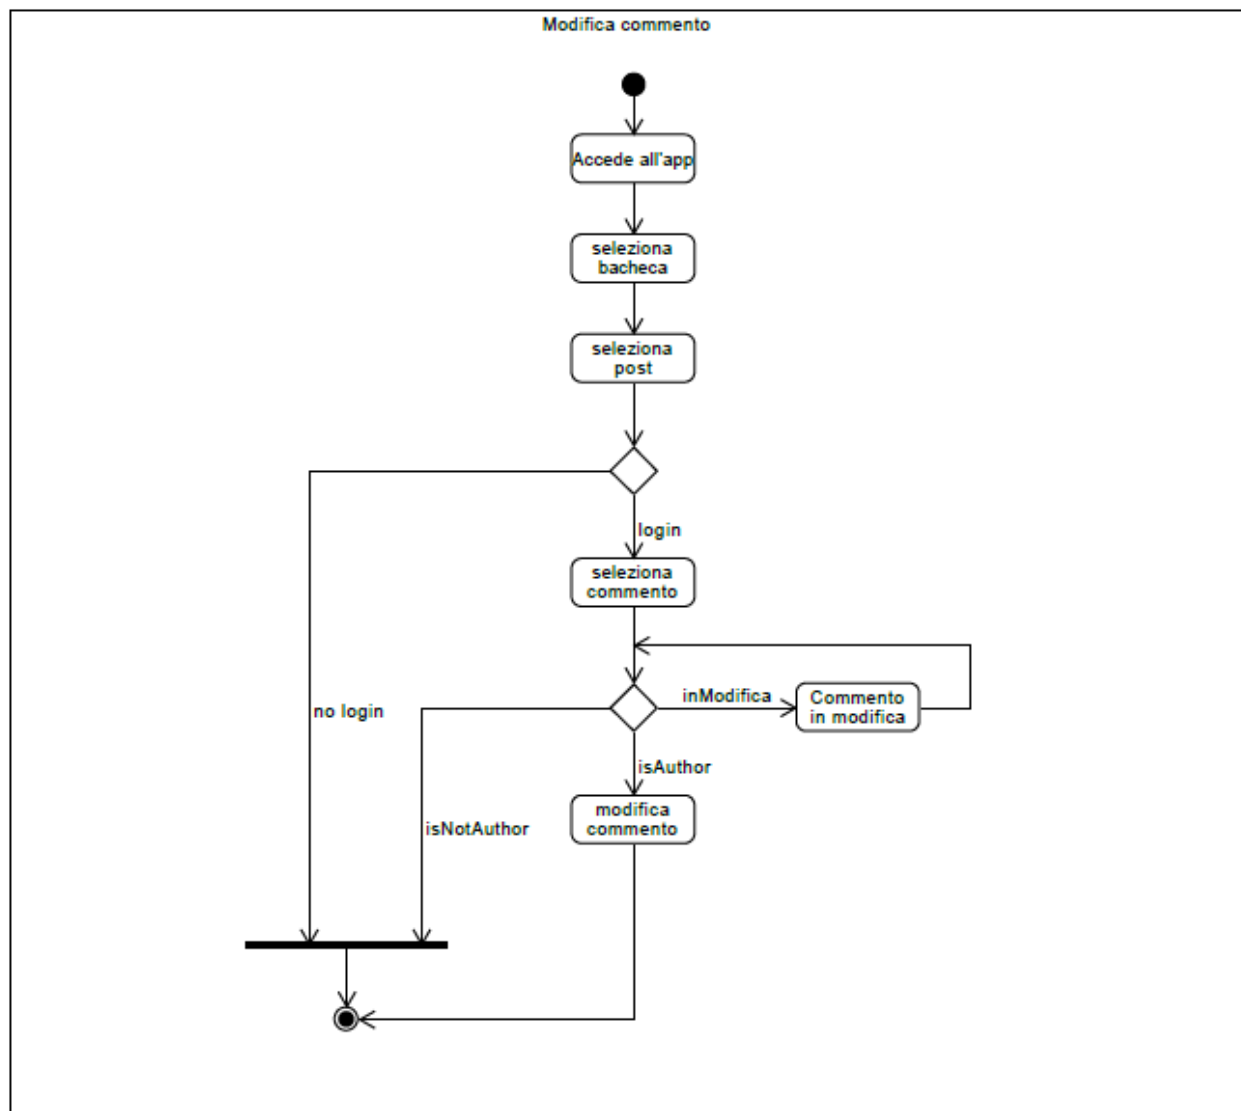 Modifica commento
Accede all'app
seleziona
bacheca
seleziona
post
login
seleziona
commento
inModifica
Commento
in modifica
no login
isAuthor
modifica
commento
isNotAuthor